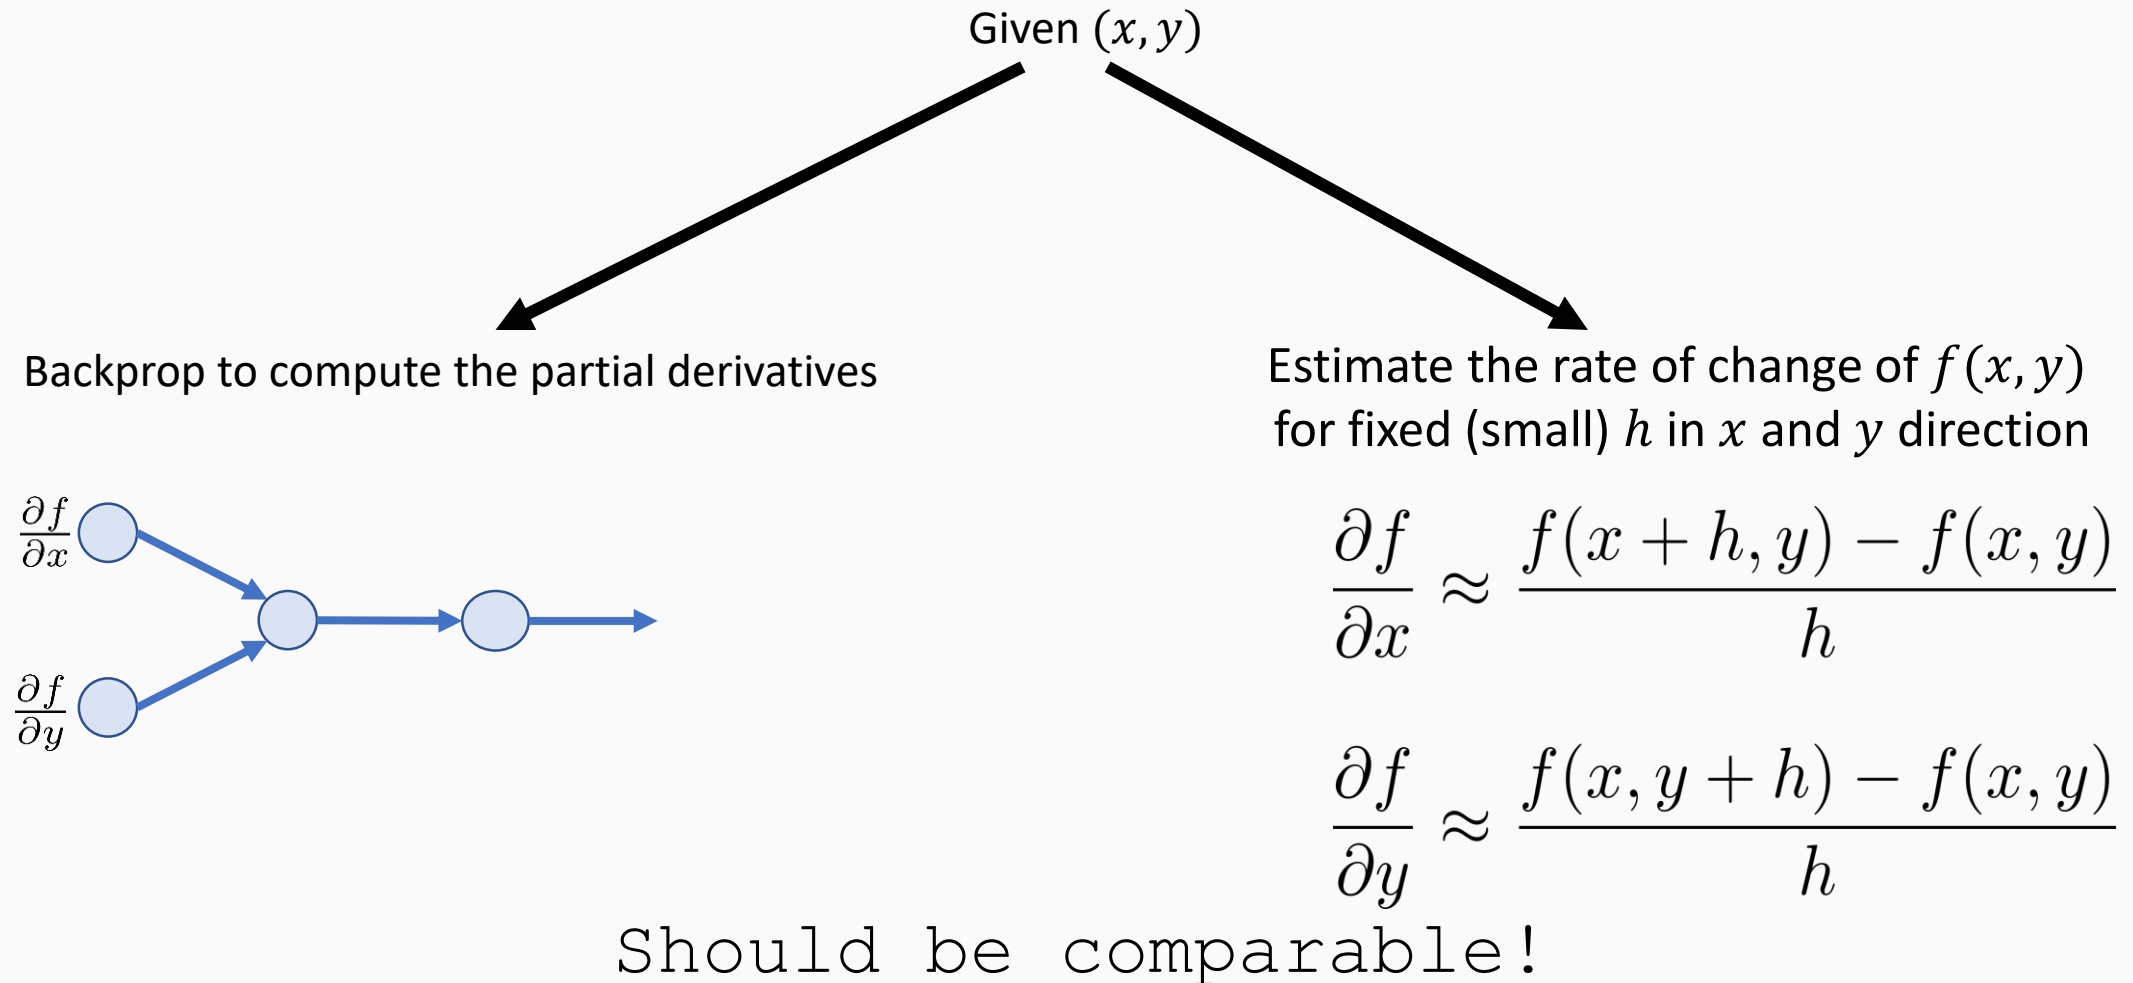 Given (x, y)
Backprop to compute the partial derivatives
Estimate the rate of change of f(x, y)
for fixed (small) h in x and y direction
∂f/∂x
∂f/∂y
∂f/∂x ≈ (f(x + h, y) − f(x, y))/h
∂f/∂y ≈ (f(x, y + h) − f(x, y))/h
Should be comparable!